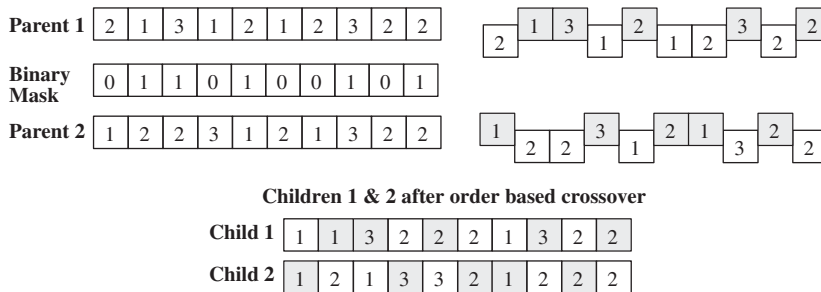 Parent 1 2 1 3 1 2 1 2 3 2 2
2 1 3 1 2 1 2 3 2 2
Binary
Mask
0 1 1 0 1 0 0 1 0 1
Parent 2 1 2 2 3 1 2 1 3 2 2
1 2 2 3 1 2 1 3 2 2
Children 1 & 2 after order based crossover
Child 1 1 1 3 2 2 2 1 3 2 2
Child 2 1 2 1 3 3 2 1 2 2 2